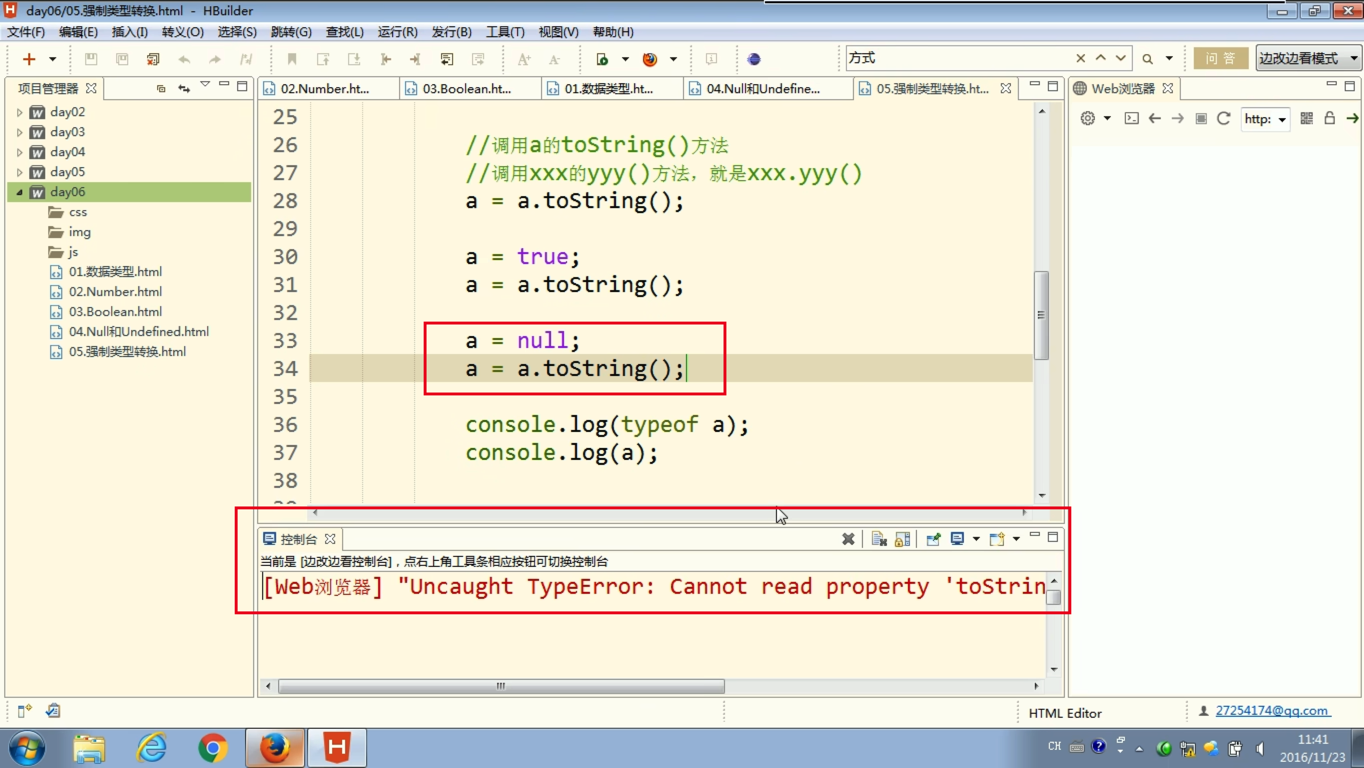 day06/05.强制类型转换.html - HBuilder
文件(F) 编辑(E) 插入(I) 转义(O) 选择(S) 跳转(G) 查找(L) 运行(R) 发行(B) 工具(T) 视图(V) 帮助(H)
方式
问 答
边改边看模式
项目管理器
02.Number.ht...
03.Boolean.ht...
01.数据类型.ht...
04.Null和Undefine...
05.强制类型转换.ht...
Web浏览器
http:
day02
day03
day04
day05
day06
css
img
js
01.数据类型.html
02.Number.html
03.Boolean.html
04.Null和Undefined.html
05.强制类型转换.html
25
26 //调用a的toString()方法
27 //调用xxx的yyy()方法，就是xxx.yyy()
28 a = a.toString();
29
30 a = true;
31 a = a.toString();
32
33 a = null;
34 a = a.toString();
35
36 console.log(typeof a);
37 console.log(a);
38
控制台
当前是 [边改边看控制台]，点右上角工具条相应按钮可切换控制台
[Web浏览器] "Uncaught TypeError: Cannot read property 'toStrin
HTML Editor
27254174@qq.com
CH
11:41
2016/11/23